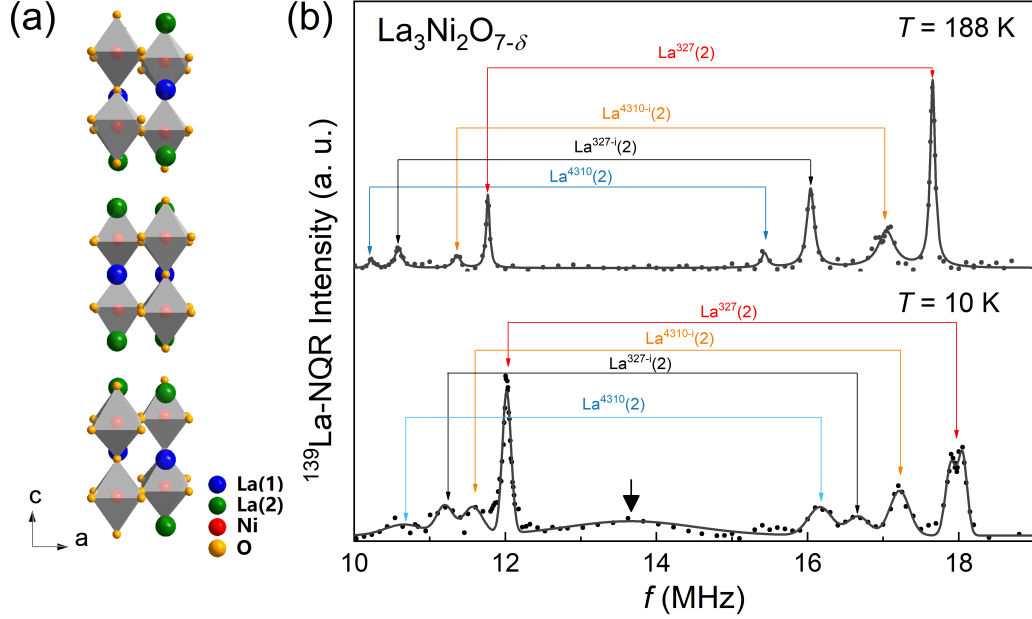 (a)
c
a
La(1)
La(2)
Ni
O
(b)
La₃Ni₂O₇₋δ
T = 188 K
La³²⁷(2)
La⁴³¹⁰⁻ⁱ(2)
La³²⁷⁻ⁱ(2)
La⁴³¹⁰(2)
T = 10 K
La³²⁷(2)
La⁴³¹⁰⁻ⁱ(2)
La³²⁷⁻ⁱ(2)
La⁴³¹⁰(2)
¹³⁹La-NQR Intensity (a. u.)
10 12 14 16 18
f (MHz)